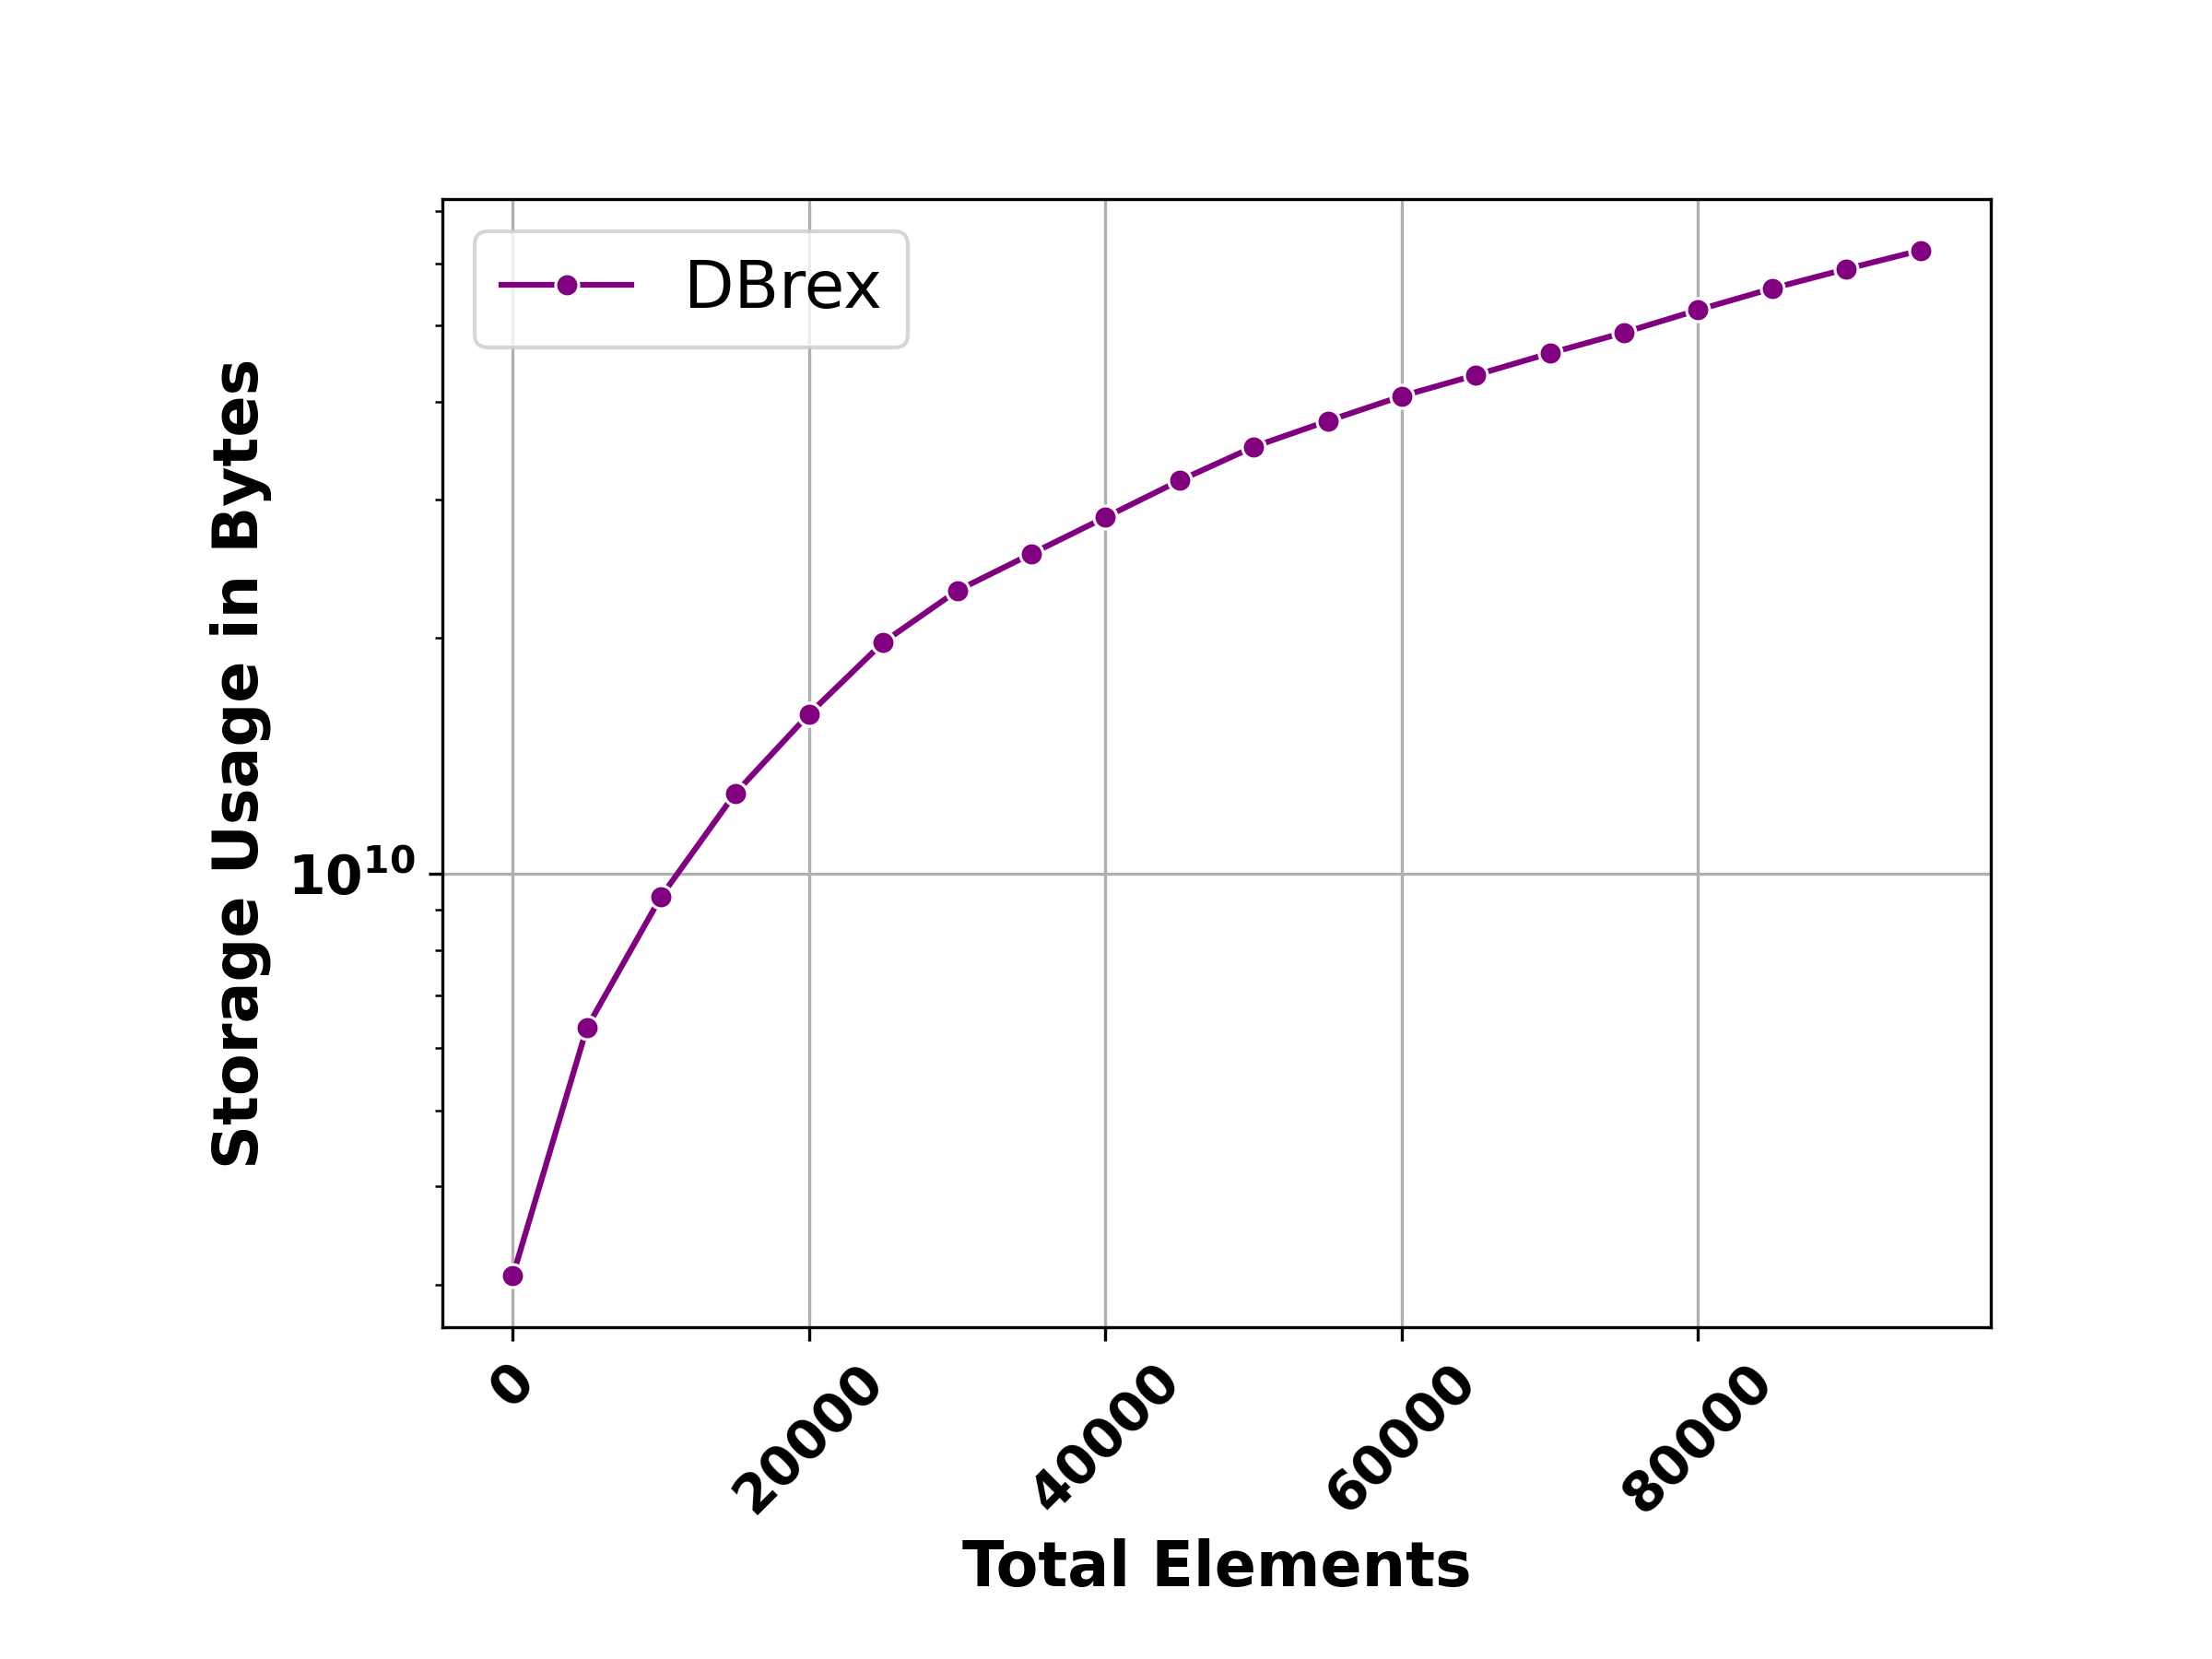 DBrex
Storage Usage in Bytes
10¹⁰
0
20000
40000
60000
80000
Total Elements